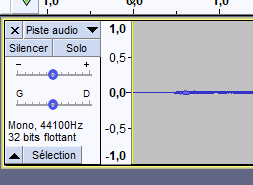 1,0 0,0 1,0
× Piste audio ▼ 1,0
Silencer Solo
0,5
− +
G D 0,0
-0,5
Mono, 44100Hz
32 bits flottant
▲ Sélection -1,0